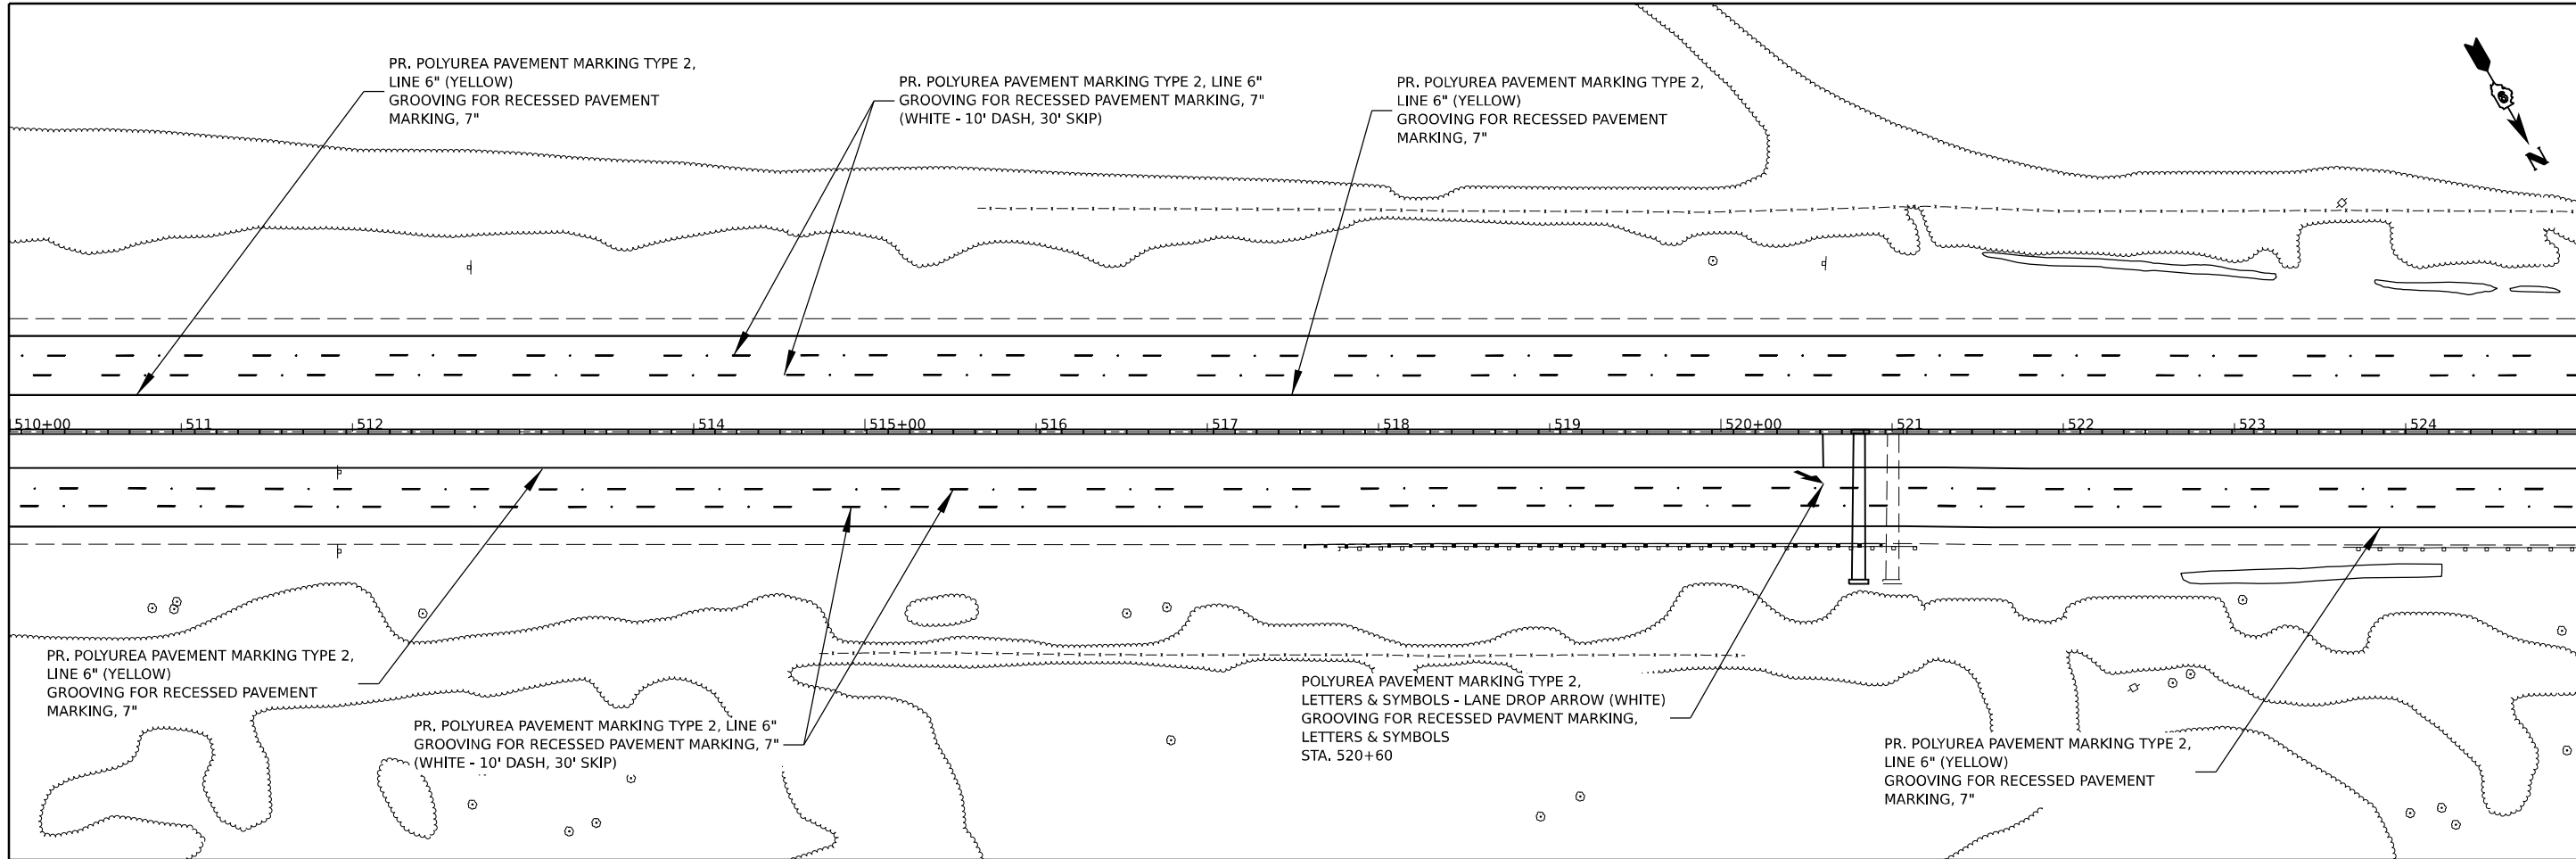 PR. POLYUREA PAVEMENT MARKING TYPE 2,
LINE 6" (YELLOW)
GROOVING FOR RECESSED PAVEMENT
MARKING, 7"
PR. POLYUREA PAVEMENT MARKING TYPE 2, LINE 6"
GROOVING FOR RECESSED PAVEMENT MARKING, 7"
(WHITE - 10' DASH, 30' SKIP)
PR. POLYUREA PAVEMENT MARKING TYPE 2,
LINE 6" (YELLOW)
GROOVING FOR RECESSED PAVEMENT
MARKING, 7"
N
510+00 511 512 514 515+00 516 517 518 519 520+00 521 522 523 524
PR. POLYUREA PAVEMENT MARKING TYPE 2,
LINE 6" (YELLOW)
GROOVING FOR RECESSED PAVEMENT
MARKING, 7"
PR. POLYUREA PAVEMENT MARKING TYPE 2, LINE 6"
GROOVING FOR RECESSED PAVEMENT MARKING, 7"
(WHITE - 10' DASH, 30' SKIP)
POLYUREA PAVEMENT MARKING TYPE 2,
LETTERS & SYMBOLS - LANE DROP ARROW (WHITE)
GROOVING FOR RECESSED PAVMENT MARKING,
LETTERS & SYMBOLS
STA. 520+60
PR. POLYUREA PAVEMENT MARKING TYPE 2,
LINE 6" (YELLOW)
GROOVING FOR RECESSED PAVEMENT
MARKING, 7"